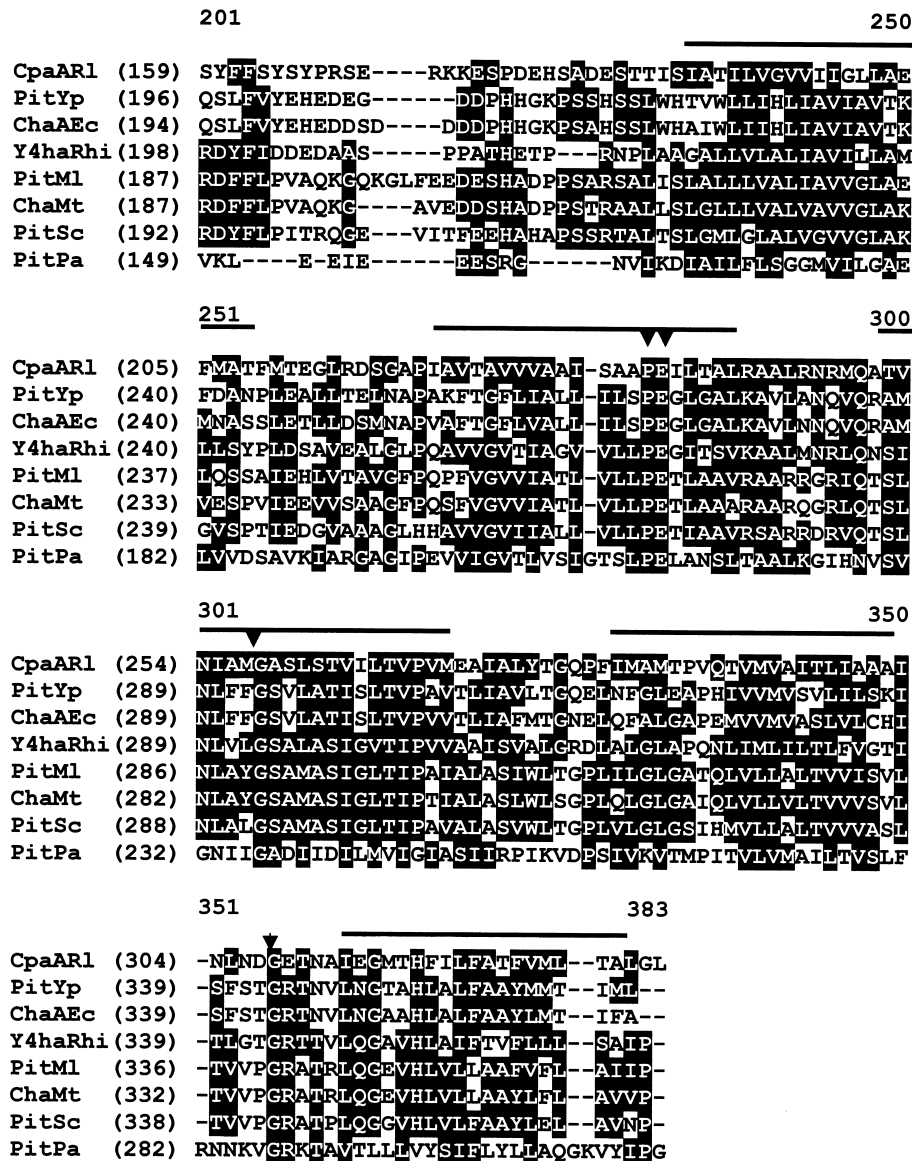 201 250
CpaARl (159) SYFFSYSYPRSE----RKKESPDEHSADESTTISIATILVGVVIIGLLAE
PitYp (196) QSLFVYEHEDEG----DDDPHHGKPSSHSSLWHTVWLLIHLIAVIAVTK
ChaAEc (194) QSLFVYEHEDDSD----DDDPHHGKPSAHSSLWHAIWLIIHLIAVIAVTK
Y4haRhi (198) RDYFIDDEDAAS-----PPATHETP---RNPLAAGALLVLALIAVILLAM
PitMl (187) RDFFLPVAQKGQKGLFEEDESHADPPSARSALISLALLLVALIAVVGLAE
ChaMt (187) RDFFLPVAQKG----AVEDDSHADPPSTRAALLSLGLLLVALVAVVGLAK
PitSc (192) RDYFLPITRQGE---VITFEEHAHAPSSRTALTSLGMLGLALVGVVGLAK
PitPa (149) VKL----E-EIE------EESRG------NVIKDIAILFLSGGMVILGAE
251 300
CpaARl (205) FMATFMTEGLRDSGAPIAVTAVVVAAI-SAAPEILTALRAALRNRMQATV
PitYp (240) FDANPLEALLTELNAPAKFTGFLIALL-ILSPEGLGALKAVLANQVQRAM
ChaAEc (240) MNASSLETLLDSMNAPVAFTGFLVALL-ILSPEGLGALKAVLNNQVQRAM
Y4haRhi (240) LLSYPLDSAVEALGLPQAVVGVTIAGV-VLLPEGITSVKAALMNRLQNSI
PitMl (237) LQSSAIEHLVTAVGFPQPFVGVVIATL-VLLPETLAAVRAARRGRIQTSL
ChaMt (233) VESPVIEEVVSAAGFPQSFVGVVIATL-VLLPETLAAARAARQGRLQTSL
PitSc (239) GVSPTIEDGVAAAGLHHAVVGVIIALL-VLLPETIAAVRSARRDRVQTSL
PitPa (182) LVVDSAVKIARGAGIPEVVIGVTLVSIGTSLPELANSLTAALKGIHNVSV
301 350
CpaARl (254) NIAMGASLSTVILTVPVMEAIALYTGQPFIMAMTPVQTVMVAITLIAAAI
PitYp (289) NLFFGSVLATISLTVPAVTLIAVLTGQELNFGLEAPHIVVMVSVLILSKI
ChaAEc (289) NLFFGSVLATISLTVPVVTLIAFMTGNELQFALGAPEMVVMVASLVLCHI
Y4haRhi (289) NLVLGSALASIGVTIPVVAAISVALGRDLALGLAPQNLIMLILTLFVGTI
PitMl (286) NLAYGSAMASIGLTIPAIALASIWLTGPLILGLGATQLVLLALTVVISVL
ChaMt (282) NLAYGSAMASIGLTIPTIALASLWLSGPLQLGLGAIQLVLLVLTVVVSVL
PitSc (288) NLALGSAMASIGLTIPAVALASVWLTGPLVLGLGSIHMVLLALTVVVASL
PitPa (232) GNIIGADIIDILMVIGIASIIRPIKVDPSIVKVTMPITVLVMAILTVSLF
351 383
CpaARl (304) -NLNDGETNAIEGMTHFILFATFVML--TALGL
PitYp (339) -SFSTGRTNVLNGTAHLALFAAYMMT--IML--
ChaAEc (339) -SFSTGRTNVLNGAAHLALFAAYLMT--IFA--
Y4haRhi (339) -TLGTGRTTVLQGAVHLAIFTVFLLL--SAIP-
PitMl (336) -TVVPGRATRLQGEVHLVLLAAFVFL--AIIP-
ChaMt (332) -TVVPGRATRLQGEVHLVLLAAYLFL--AVVP-
PitSc (338) -TVVPGRATPLQGGVHLVLFAAYLEL--AVNP-
PitPa (282) RNNKVGRKTAVTLLLVYSIFLYLLAQGKVYIPG